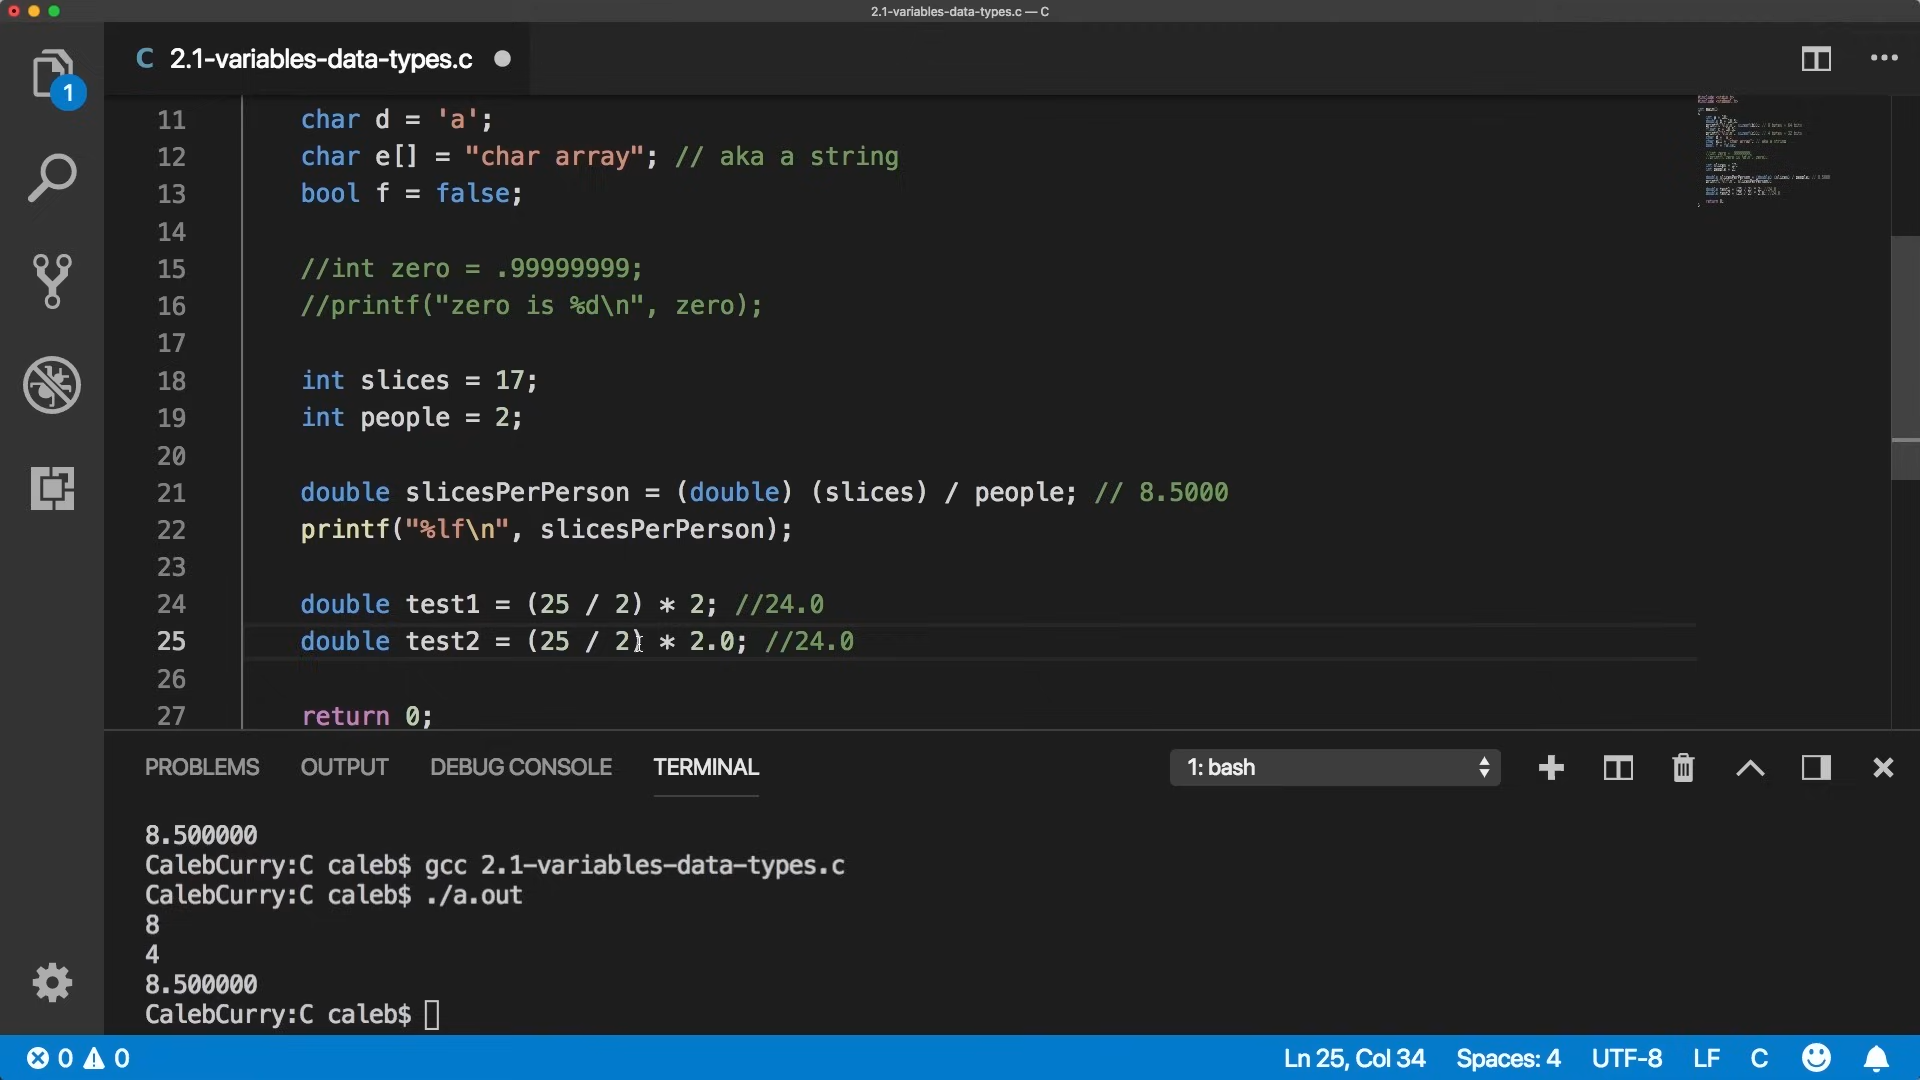 2.1-variables-data-types.c — C
C 2.1-variables-data-types.c
1
11 char d = 'a';
12 char e[] = "char array"; // aka a string
13 bool f = false;
14
15 //int zero = .99999999;
16 //printf("zero is %d\n", zero);
17
18 int slices = 17;
19 int people = 2;
20
21 double slicesPerPerson = (double) (slices) / people; // 8.5000
22 printf("%lf\n", slicesPerPerson);
23
24 double test1 = (25 / 2) * 2; //24.0
25 double test2 = (25 / 2) * 2.0; //24.0
26
27 return 0;
PROBLEMS OUTPUT DEBUG CONSOLE TERMINAL 1: bash
8.500000
CalebCurry:C caleb$ gcc 2.1-variables-data-types.c
CalebCurry:C caleb$ ./a.out
8
4
8.500000
CalebCurry:C caleb$
0 0 Ln 25, Col 34 Spaces: 4 UTF-8 LF C